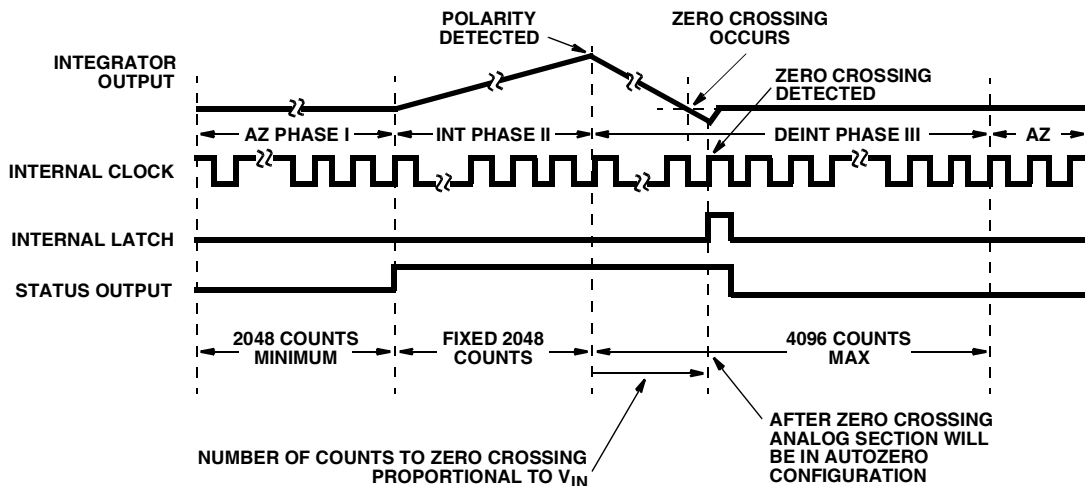 POLARITY
DETECTED
ZERO CROSSING
OCCURS
INTEGRATOR
OUTPUT
ZERO CROSSING
DETECTED
AZ PHASE I
INT PHASE II
DEINT PHASE III
AZ
INTERNAL CLOCK
INTERNAL LATCH
STATUS OUTPUT
2048 COUNTS
MINIMUM
FIXED 2048
COUNTS
4096 COUNTS
MAX
NUMBER OF COUNTS TO ZERO CROSSING
PROPORTIONAL TO VIN
AFTER ZERO CROSSING
ANALOG SECTION WILL
BE IN AUTOZERO
CONFIGURATION